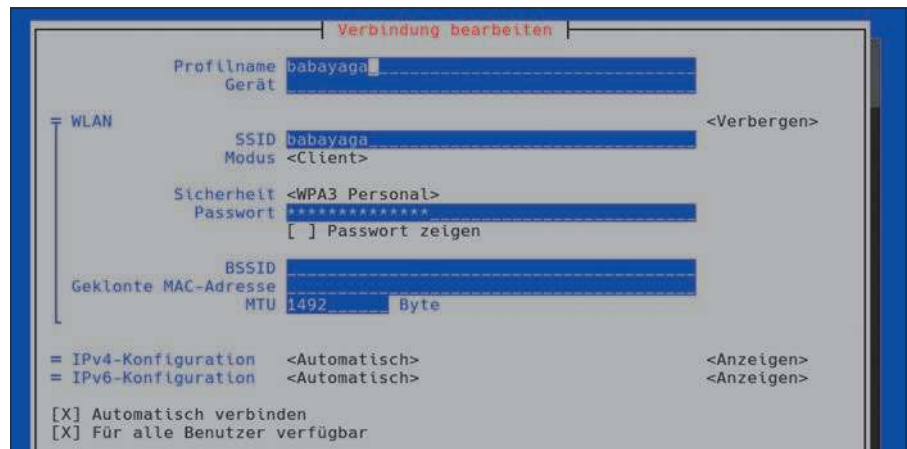 Verbindung bearbeiten
Profilname babayaga
Gerät
WLAN <Verbergen>
SSID babayaga
Modus <Client>
Sicherheit <WPA3 Personal>
Passwort **************
[ ] Passwort zeigen
BSSID
Geklonte MAC-Adresse
MTU 1492 Byte
= IPv4-Konfiguration <Automatisch> <Anzeigen>
= IPv6-Konfiguration <Automatisch> <Anzeigen>
[X] Automatisch verbinden
[X] Für alle Benutzer verfügbar